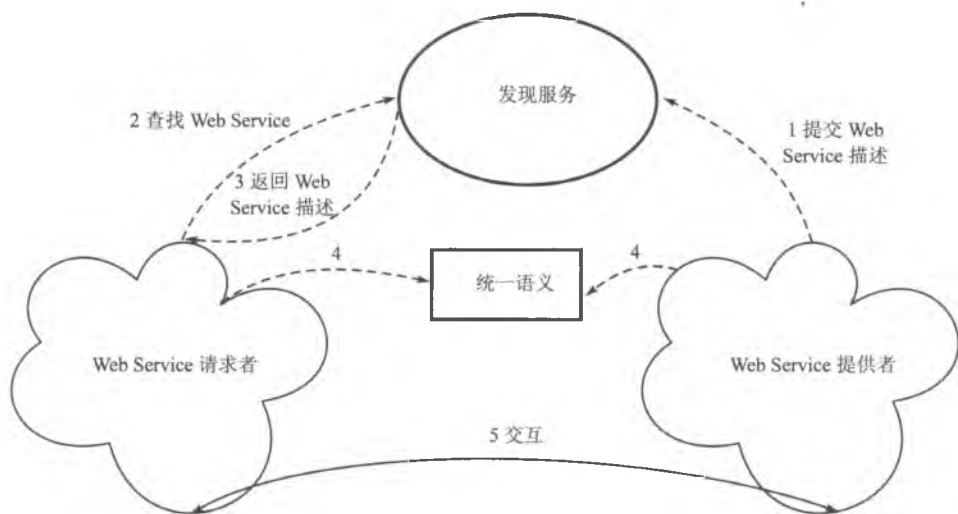 发现服务
2 查找 Web Service
1 提交 Web
Service 描述
3 返回 Web
Service 描述
4
4
统一语义
Web Service 请求者
Web Service 提供者
5 交互